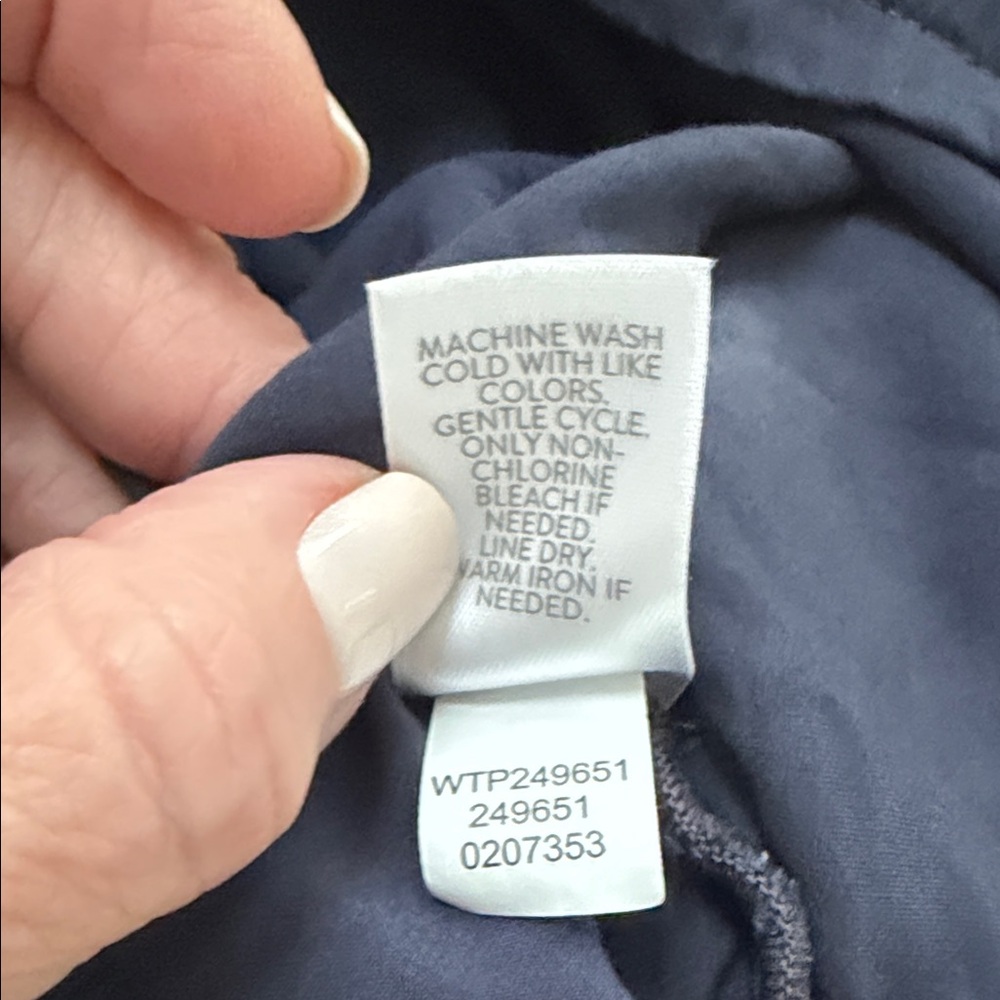 MACHINE WASH
COLD WITH LIKE
COLORS.
GENTLE CYCLE.
ONLY NON-
CHLORINE
BLEACH IF
NEEDED.
LINE DRY.
WARM IRON IF
NEEDED.
WTP249651
249651
0207353